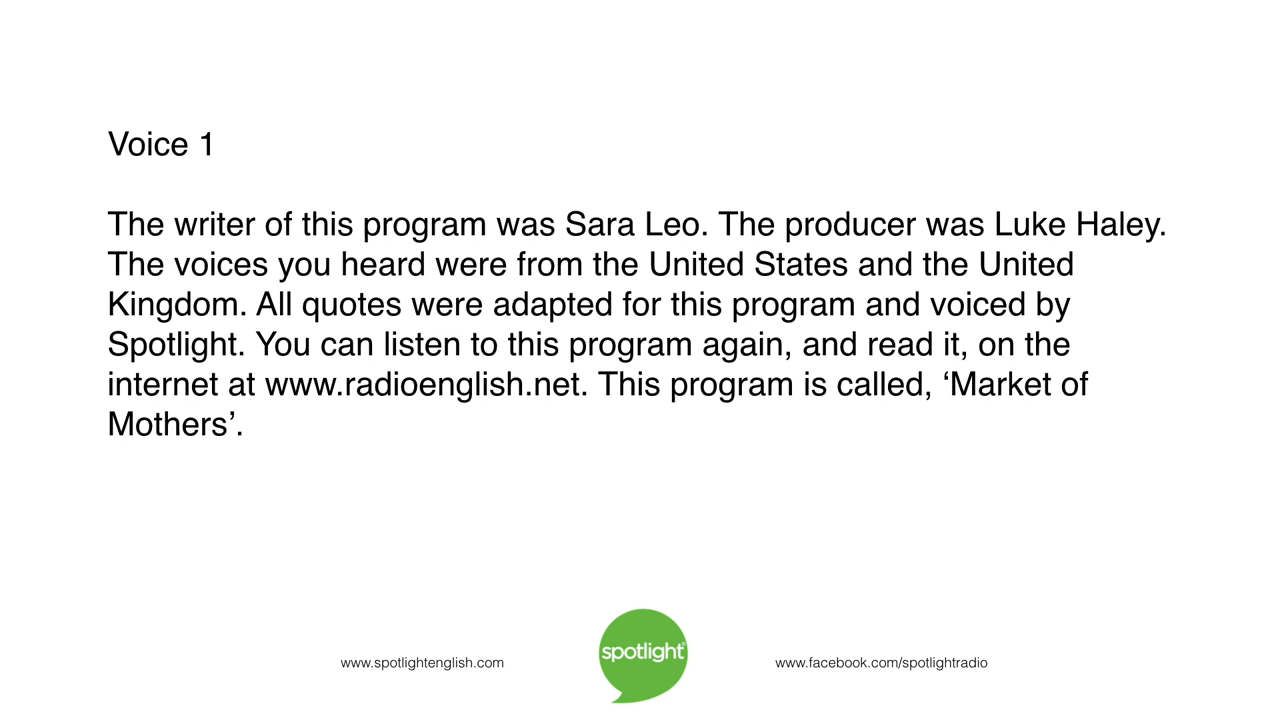 Voice 1
The writer of this program was Sara Leo. The producer was Luke Haley.
The voices you heard were from the United States and the United
Kingdom. All quotes were adapted for this program and voiced by
Spotlight. You can listen to this program again, and read it, on the
internet at www.radioenglish.net. This program is called, ‘Market of
Mothers’.
www.spotlightenglish.com
spotlight®
www.facebook.com/spotlightradio